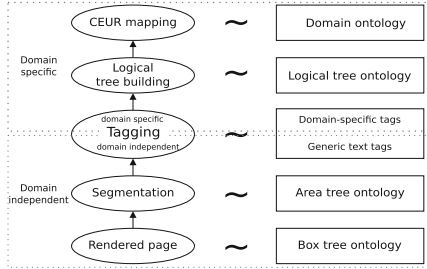 CEUR mapping
~
Domain ontology
Domain
specific
Logical
tree building
~
Logical tree ontology
domain specific
Tagging
domain independent
~
Domain-specific tags
Generic text tags
Domain
independent
Segmentation
~
Area tree ontology
Rendered page
~
Box tree ontology